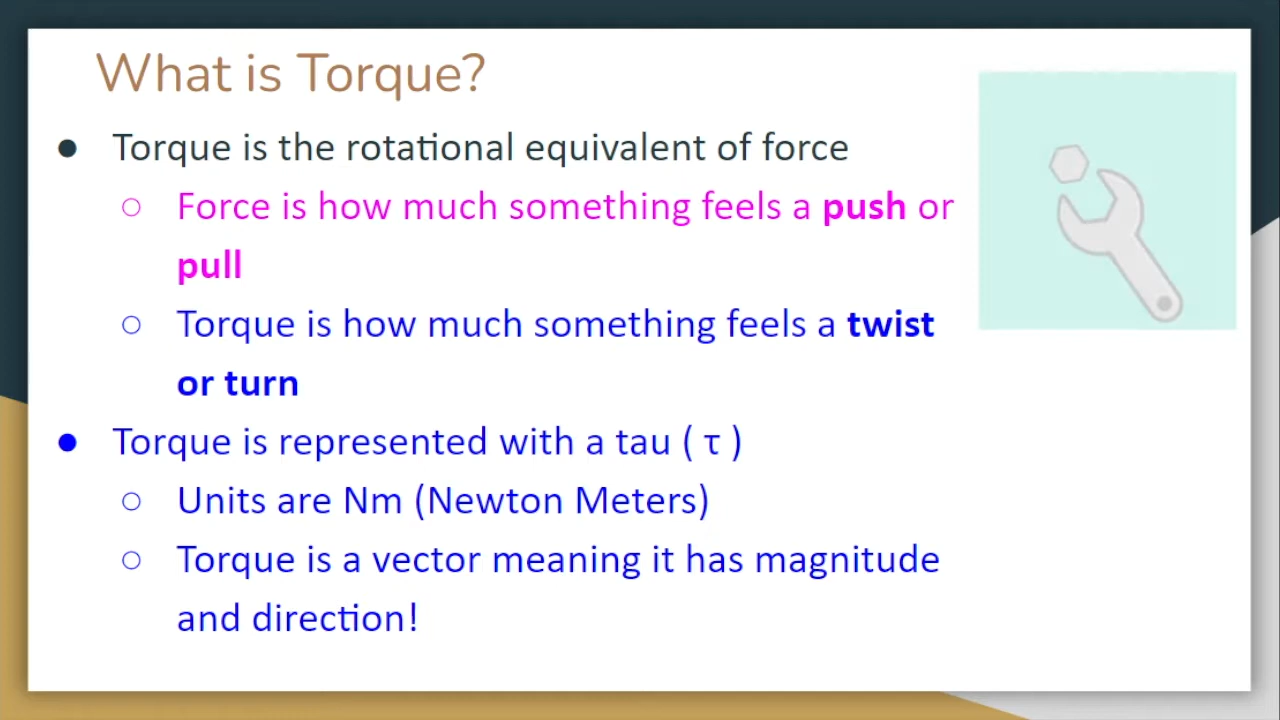 What is Torque?
● Torque is the rotational equivalent of force
○ Force is how much something feels a push or
pull
○ Torque is how much something feels a twist
or turn
● Torque is represented with a tau ( τ )
○ Units are Nm (Newton Meters)
○ Torque is a vector meaning it has magnitude
and direction!